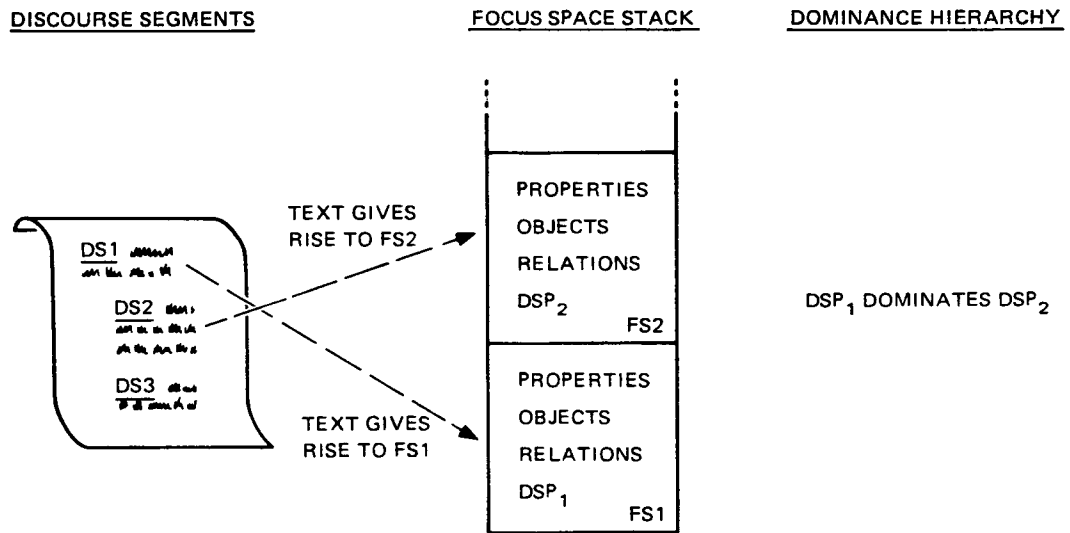 DISCOURSE SEGMENTS
FOCUS SPACE STACK
DOMINANCE HIERARCHY
DS1
DS2
DS3
TEXT GIVES
RISE TO FS2
TEXT GIVES
RISE TO FS1
PROPERTIES
OBJECTS
RELATIONS
DSP₂
FS2
PROPERTIES
OBJECTS
RELATIONS
DSP₁
FS1
DSP₁ DOMINATES DSP₂